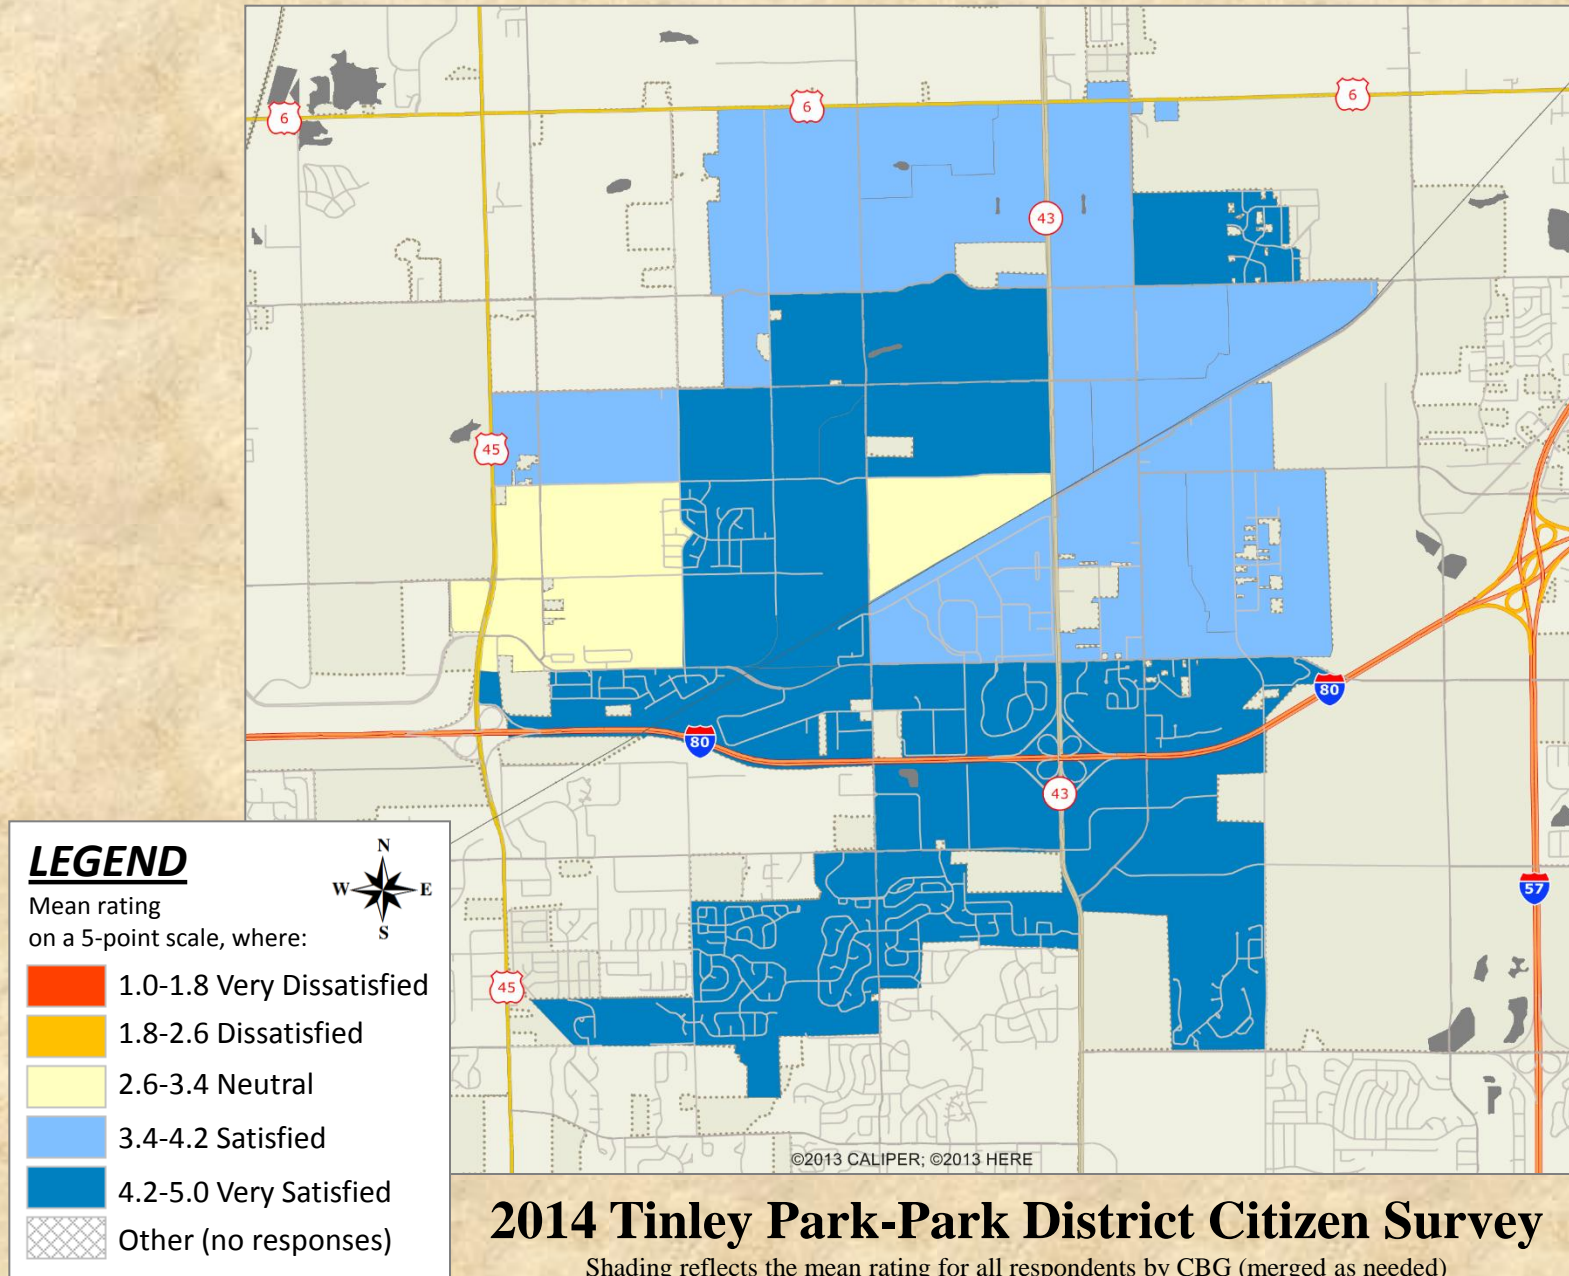 6
6
6
43
45
80
80
43
57
45
©2013 CALIPER; ©2013 HERE
LEGEND
N
W
E
S
Mean rating
on a 5-point scale, where:
1.0-1.8 Very Dissatisfied
1.8-2.6 Dissatisfied
2.6-3.4 Neutral
3.4-4.2 Satisfied
4.2-5.0 Very Satisfied
Other (no responses)
2014 Tinley Park-Park District Citizen Survey
Shading reflects the mean rating for all respondents by CBG (merged as needed)